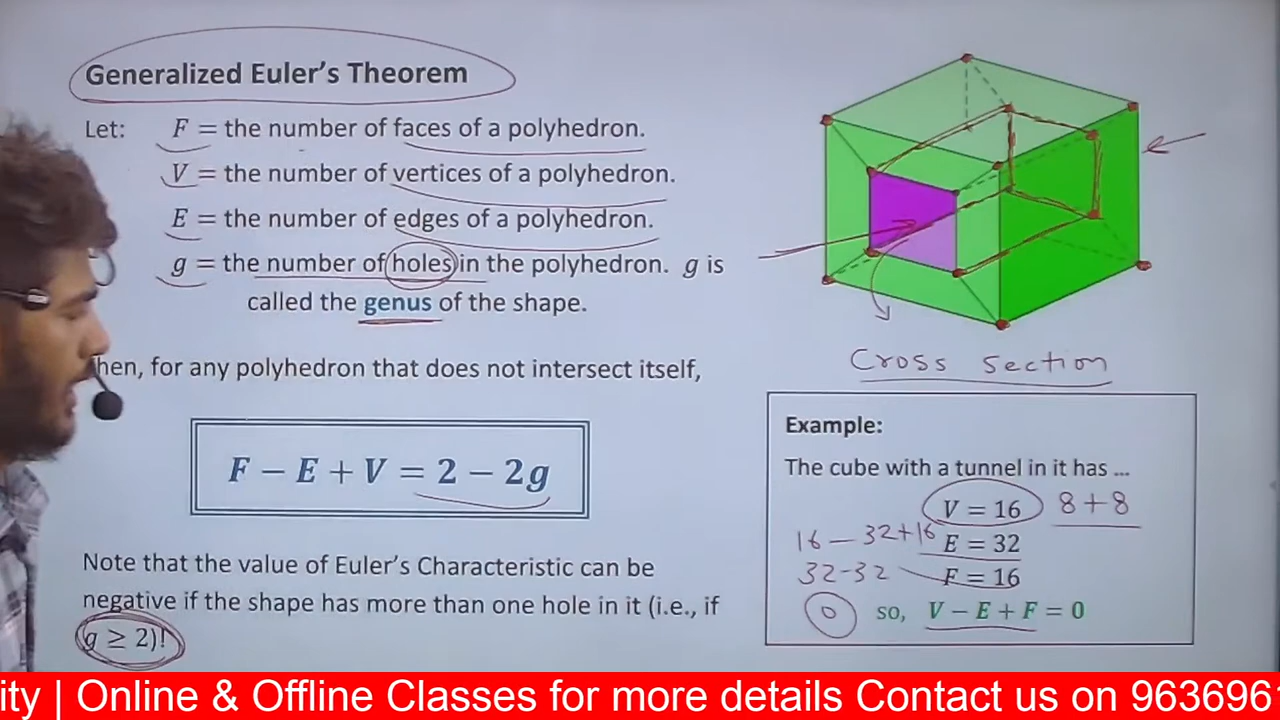 Generalized Euler's Theorem
Let: F = the number of faces of a polyhedron.
V = the number of vertices of a polyhedron.
E = the number of edges of a polyhedron.
g = the number of holes in the polyhedron. g is
called the genus of the shape.
hen, for any polyhedron that does not intersect itself,
F − E + V = 2 − 2g
Note that the value of Euler's Characteristic can be
negative if the shape has more than one hole in it (i.e., if
g ≥ 2)!
Cross section
Example:
The cube with a tunnel in it has ...
V = 16 8+8
16 − 32+16 E = 32
32-32 F = 16
0 so, V − E + F = 0
ity | Online & Offline Classes for more details Contact us on 963696